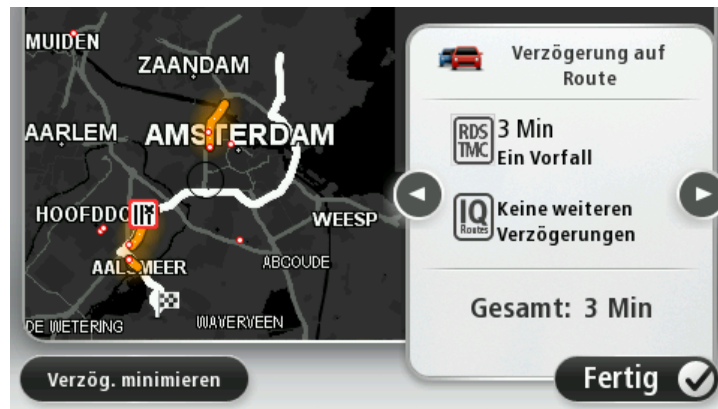 MUIDEN
ZAANDAM
AARLEM
AMSTERDAM
HOOFDDO
WEESP
AALSMEER
ABCOUDE
DE WETERING
WAVERVEEN
Verzög. minimieren
Verzögerung auf
Route
RDS
TMC
3 Min
Ein Vorfall
IQ
Routes
Keine weiteren
Verzögerungen
Gesamt: 3 Min
Fertig